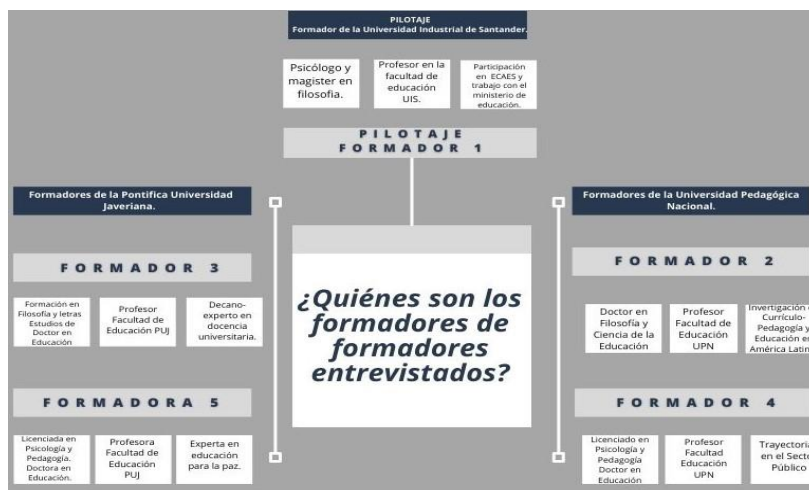 PILOTAJE
Formador de la Universidad Industrial de Santander.
Psicólogo y
magister en
filosofia.
Profesor en la
facultad de
educación
UIS.
Participación
en ECAES y
trabajo con el
ministerio de
educación.
PILOTAJE
FORMADOR 1
Formadores de la Pontifica Universidad
Javeriana.
FORMADOR 3
Formación en
Filosofía y letras
Estudios de
Doctor en
Educación
Profesor
Facultad de
Educación PUJ
Decano-
experto en
docencia
universitaria.
FORMADORA 5
Licenciada en
Psicología y
Pedagogía.
Doctora en
Educación.
Profesora
Facultad de
Educación
PUJ
Experta en
educación
para la paz.
¿Quiénes son los
formadores de
formadores
entrevistados?
Formadores de la Universidad Pedagógica
Nacional.
FORMADOR 2
Doctor en
Filosofía y
Ciencia de la
Educación
Profesor
Facultad de
Educación
UPN
Currículo-
Pedagogía y
Educación en
América Latin
FORMADOR 4
Licenciado en
Psicología y
Pedagogía
Doctor en
Educación
Profesor
Facultad
Educación
UPN
Trayectoria
en el Secto
Público